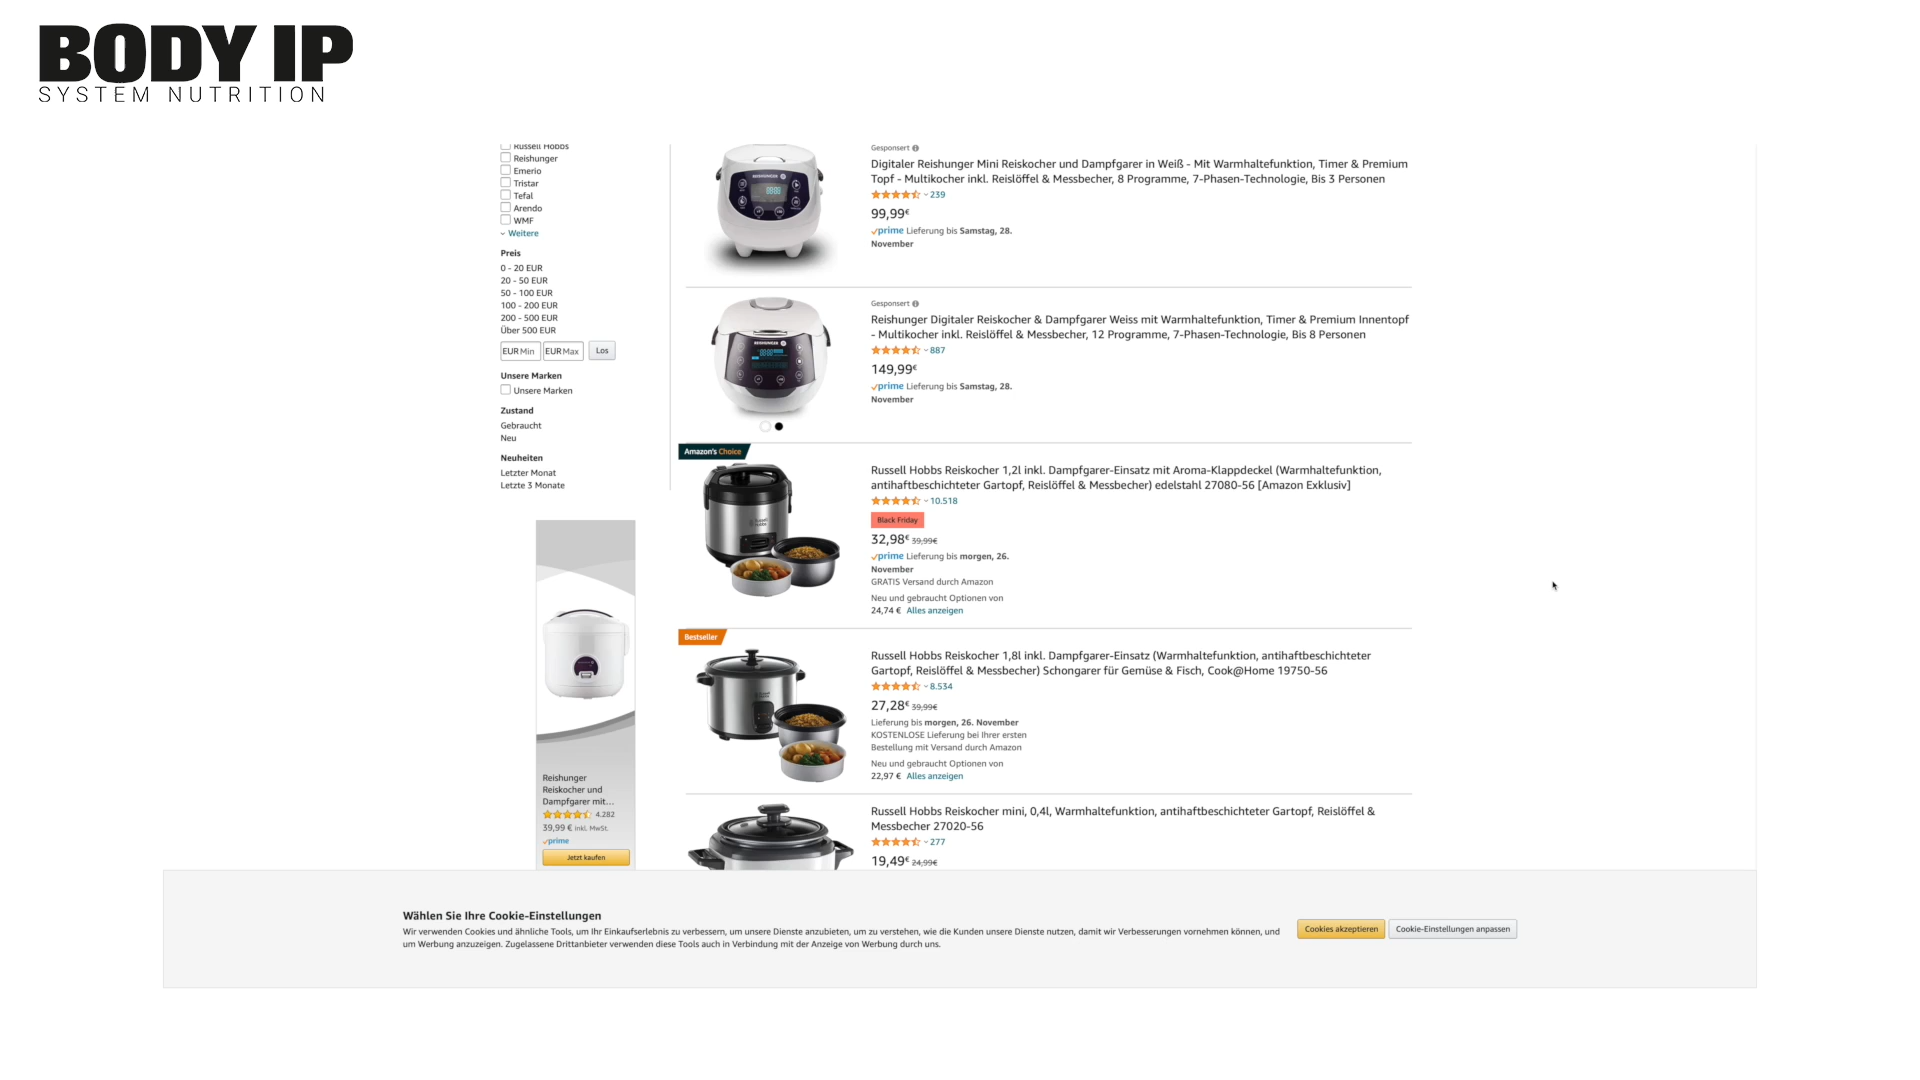 BODY IP
SYSTEM NUTRITION
Russell Hobbs
Reishunger
Emerio
Tristar
Tefal
Arendo
WMF
Weitere
Preis
0 - 20 EUR
20 - 50 EUR
50 - 100 EUR
100 - 200 EUR
200 - 500 EUR
Über 500 EUR
EUR Min EUR Max Los
Unsere Marken
Unsere Marken
Zustand
Gebraucht
Neu
Neuheiten
Letzter Monat
Letzte 3 Monate
Reishunger
Reiskocher und
Dampfgarer mit...
4.282
39,99 € inkl. MwSt.
prime
Jetzt kaufen
Gesponsert
Digitaler Reishunger Mini Reiskocher und Dampfgarer in Weiß - Mit Warmhaltefunktion, Timer & Premium
Topf - Multikocher inkl. Reislöffel & Messbecher, 8 Programme, 7-Phasen-Technologie, Bis 3 Personen
239
99,99€
prime Lieferung bis Samstag, 28.
November
Gesponsert
Reishunger Digitaler Reiskocher & Dampfgarer Weiss mit Warmhaltefunktion, Timer & Premium Innentopf
- Multikocher inkl. Reislöffel & Messbecher, 12 Programme, 7-Phasen-Technologie, Bis 8 Personen
887
149,99€
prime Lieferung bis Samstag, 28.
November
Amazon's Choice
Russell Hobbs Reiskocher 1,2l inkl. Dampfgarer-Einsatz mit Aroma-Klappdeckel (Warmhaltefunktion,
antihaftbeschichteter Gartopf, Reislöffel & Messbecher) edelstahl 27080-56 [Amazon Exklusiv]
10.518
Black Friday
32,98€ 39,99€
prime Lieferung bis morgen, 26.
November
GRATIS Versand durch Amazon
Neu und gebraucht Optionen von
24,74 € Alles anzeigen
Bestseller
Russell Hobbs Reiskocher 1,8l inkl. Dampfgarer-Einsatz (Warmhaltefunktion, antihaftbeschichteter
Gartopf, Reislöffel & Messbecher) Schongarer für Gemüse & Fisch, Cook@Home 19750-56
8.534
27,28€ 39,99€
Lieferung bis morgen, 26. November
KOSTENLOSE Lieferung bei Ihrer ersten
Bestellung mit Versand durch Amazon
Neu und gebraucht Optionen von
22,97 € Alles anzeigen
Russell Hobbs Reiskocher mini, 0,4l, Warmhaltefunktion, antihaftbeschichteter Gartopf, Reislöffel &
Messbecher 27020-56
277
19,49€ 24,99€
Wählen Sie Ihre Cookie-Einstellungen
Wir verwenden Cookies und ähnliche Tools, um Ihr Einkaufserlebnis zu verbessern, um unsere Dienste anzubieten, um zu verstehen, wie die Kunden unsere Dienste nutzen, damit wir Verbesserungen vornehmen können, und
um Werbung anzuzeigen. Zugelassene Drittanbieter verwenden diese Tools auch in Verbindung mit der Anzeige von Werbung durch uns.
Cookies akzeptieren
Cookie-Einstellungen anpassen